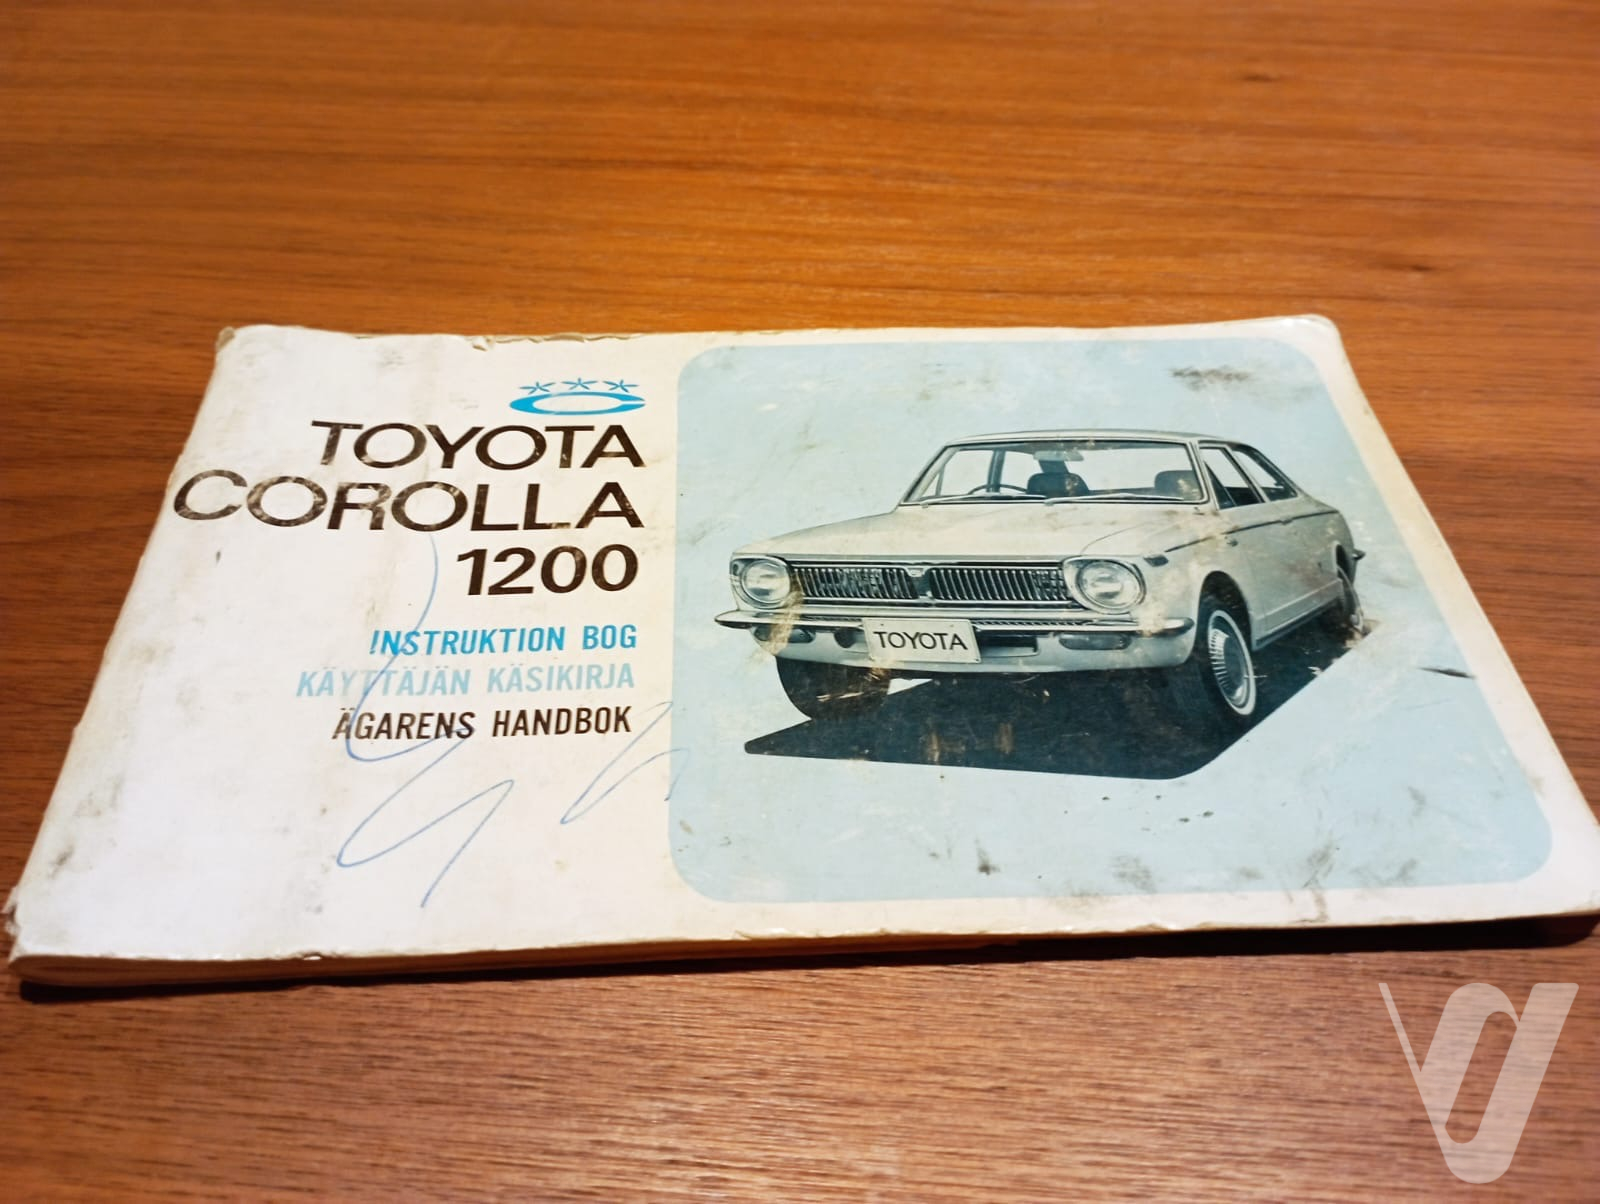 TOYOTA
COROLLA
1200
INSTRUKTION BOG
KÄYTTÄJÄN KÄSIKIRJA
ÄGARENS HANDBOK
TOYOTA